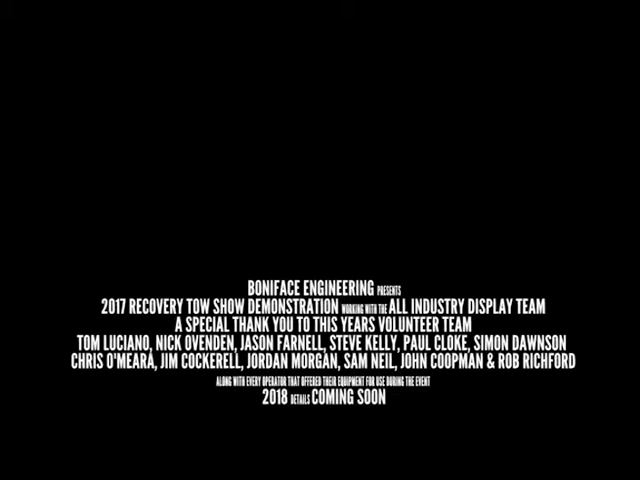 BONIFACE ENGINEERING PRESENTS
2017 RECOVERY TOW SHOW DEMONSTRATION WORKING WITH THE ALL INDUSTRY DISPLAY TEAM
A SPECIAL THANK YOU TO THIS YEARS VOLUNTEER TEAM
TOM LUCIANO, NICK OVENDEN, JASON FARNELL, STEVE KELLY, PAUL CLOKE, SIMON DAWNSON
CHRIS O'MEARA, JIM COCKERELL, JORDAN MORGAN, SAM NEIL, JOHN COOPMAN & ROB RICHFORD
ALONG WITH EVERY OPERATOR THAT OFFERED THEIR EQUIPMENT FOR USE DURING THE EVENT
2018 DETAILS COMING SOON